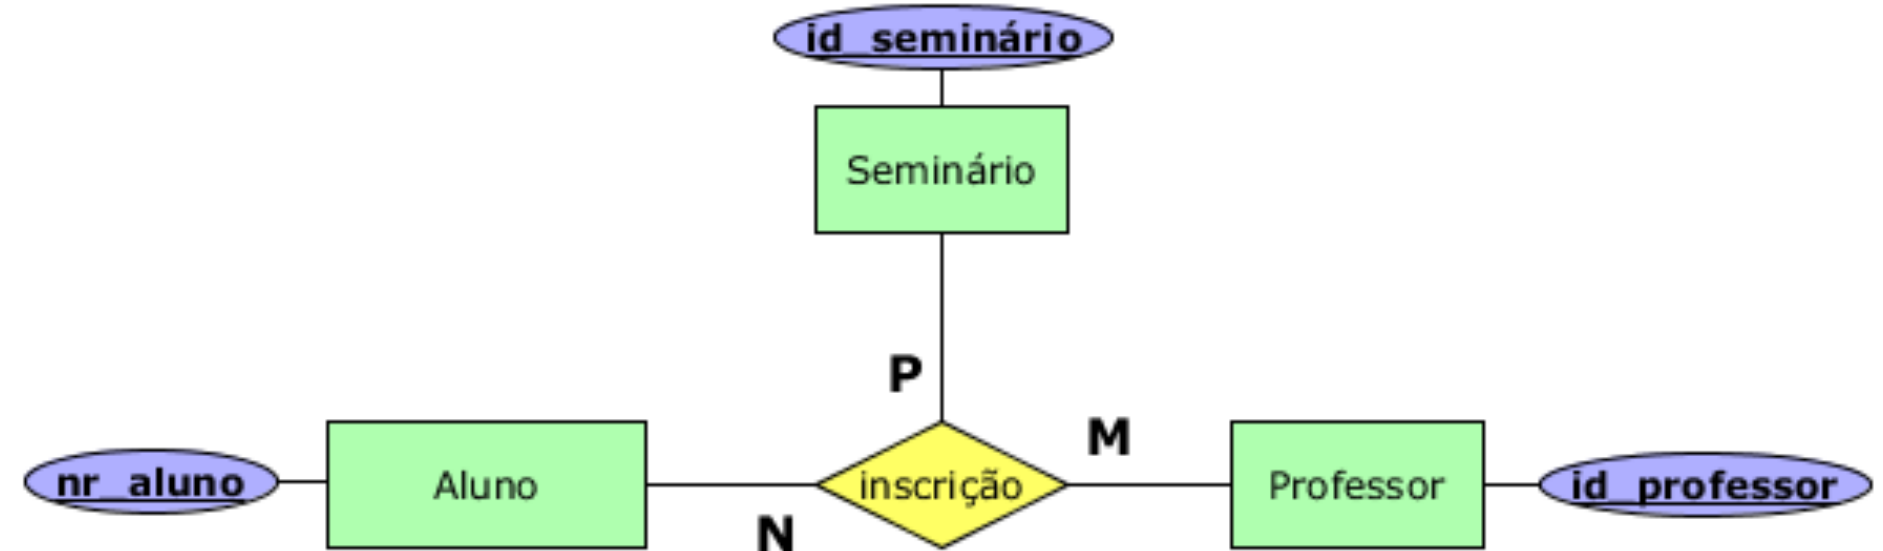 id_seminário
Seminário
P
M
nr_aluno
Aluno
inscrição
Professor
id_professor
N